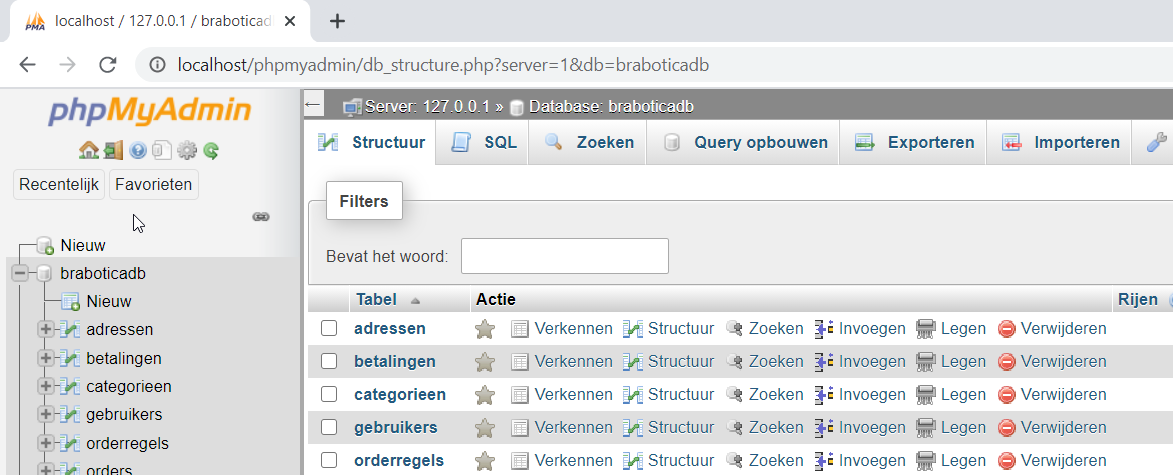 localhost / 127.0.0.1 / braboticadb
localhost/phpmyadmin/db_structure.php?server=1&db=braboticadb
phpMyAdmin
Recentelijk Favorieten
Nieuw
braboticadb
Nieuw
adressen
betalingen
categorieen
gebruikers
orderregels
orders
Server: 127.0.0.1 » Database: braboticadb
Structuur SQL Zoeken Query opbouwen Exporteren Importeren
Filters
Bevat het woord:
Tabel Actie Rijen
adressen Verkennen Structuur Zoeken Invoegen Legen Verwijderen
betalingen Verkennen Structuur Zoeken Invoegen Legen Verwijderen
categorieen Verkennen Structuur Zoeken Invoegen Legen Verwijderen
gebruikers Verkennen Structuur Zoeken Invoegen Legen Verwijderen
orderregels Verkennen Structuur Zoeken Invoegen Legen Verwijderen